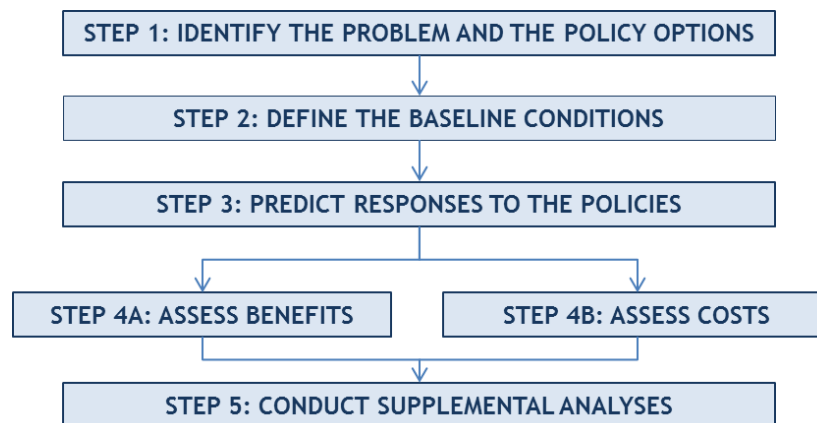 STEP 1: IDENTIFY THE PROBLEM AND THE POLICY OPTIONS
STEP 2: DEFINE THE BASELINE CONDITIONS
STEP 3: PREDICT RESPONSES TO THE POLICIES
STEP 4A: ASSESS BENEFITS
STEP 4B: ASSESS COSTS
STEP 5: CONDUCT SUPPLEMENTAL ANALYSES